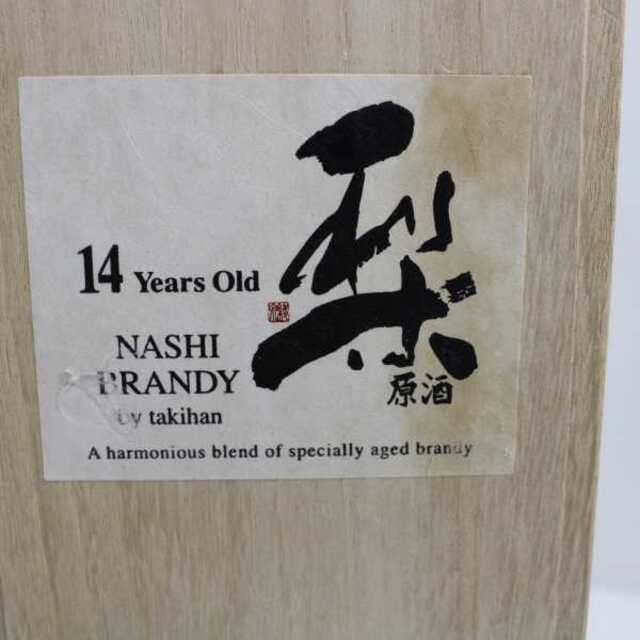 梨
原酒
14 Years Old
NASHI
BRANDY
by takihan
A harmonious blend of specially aged brandy